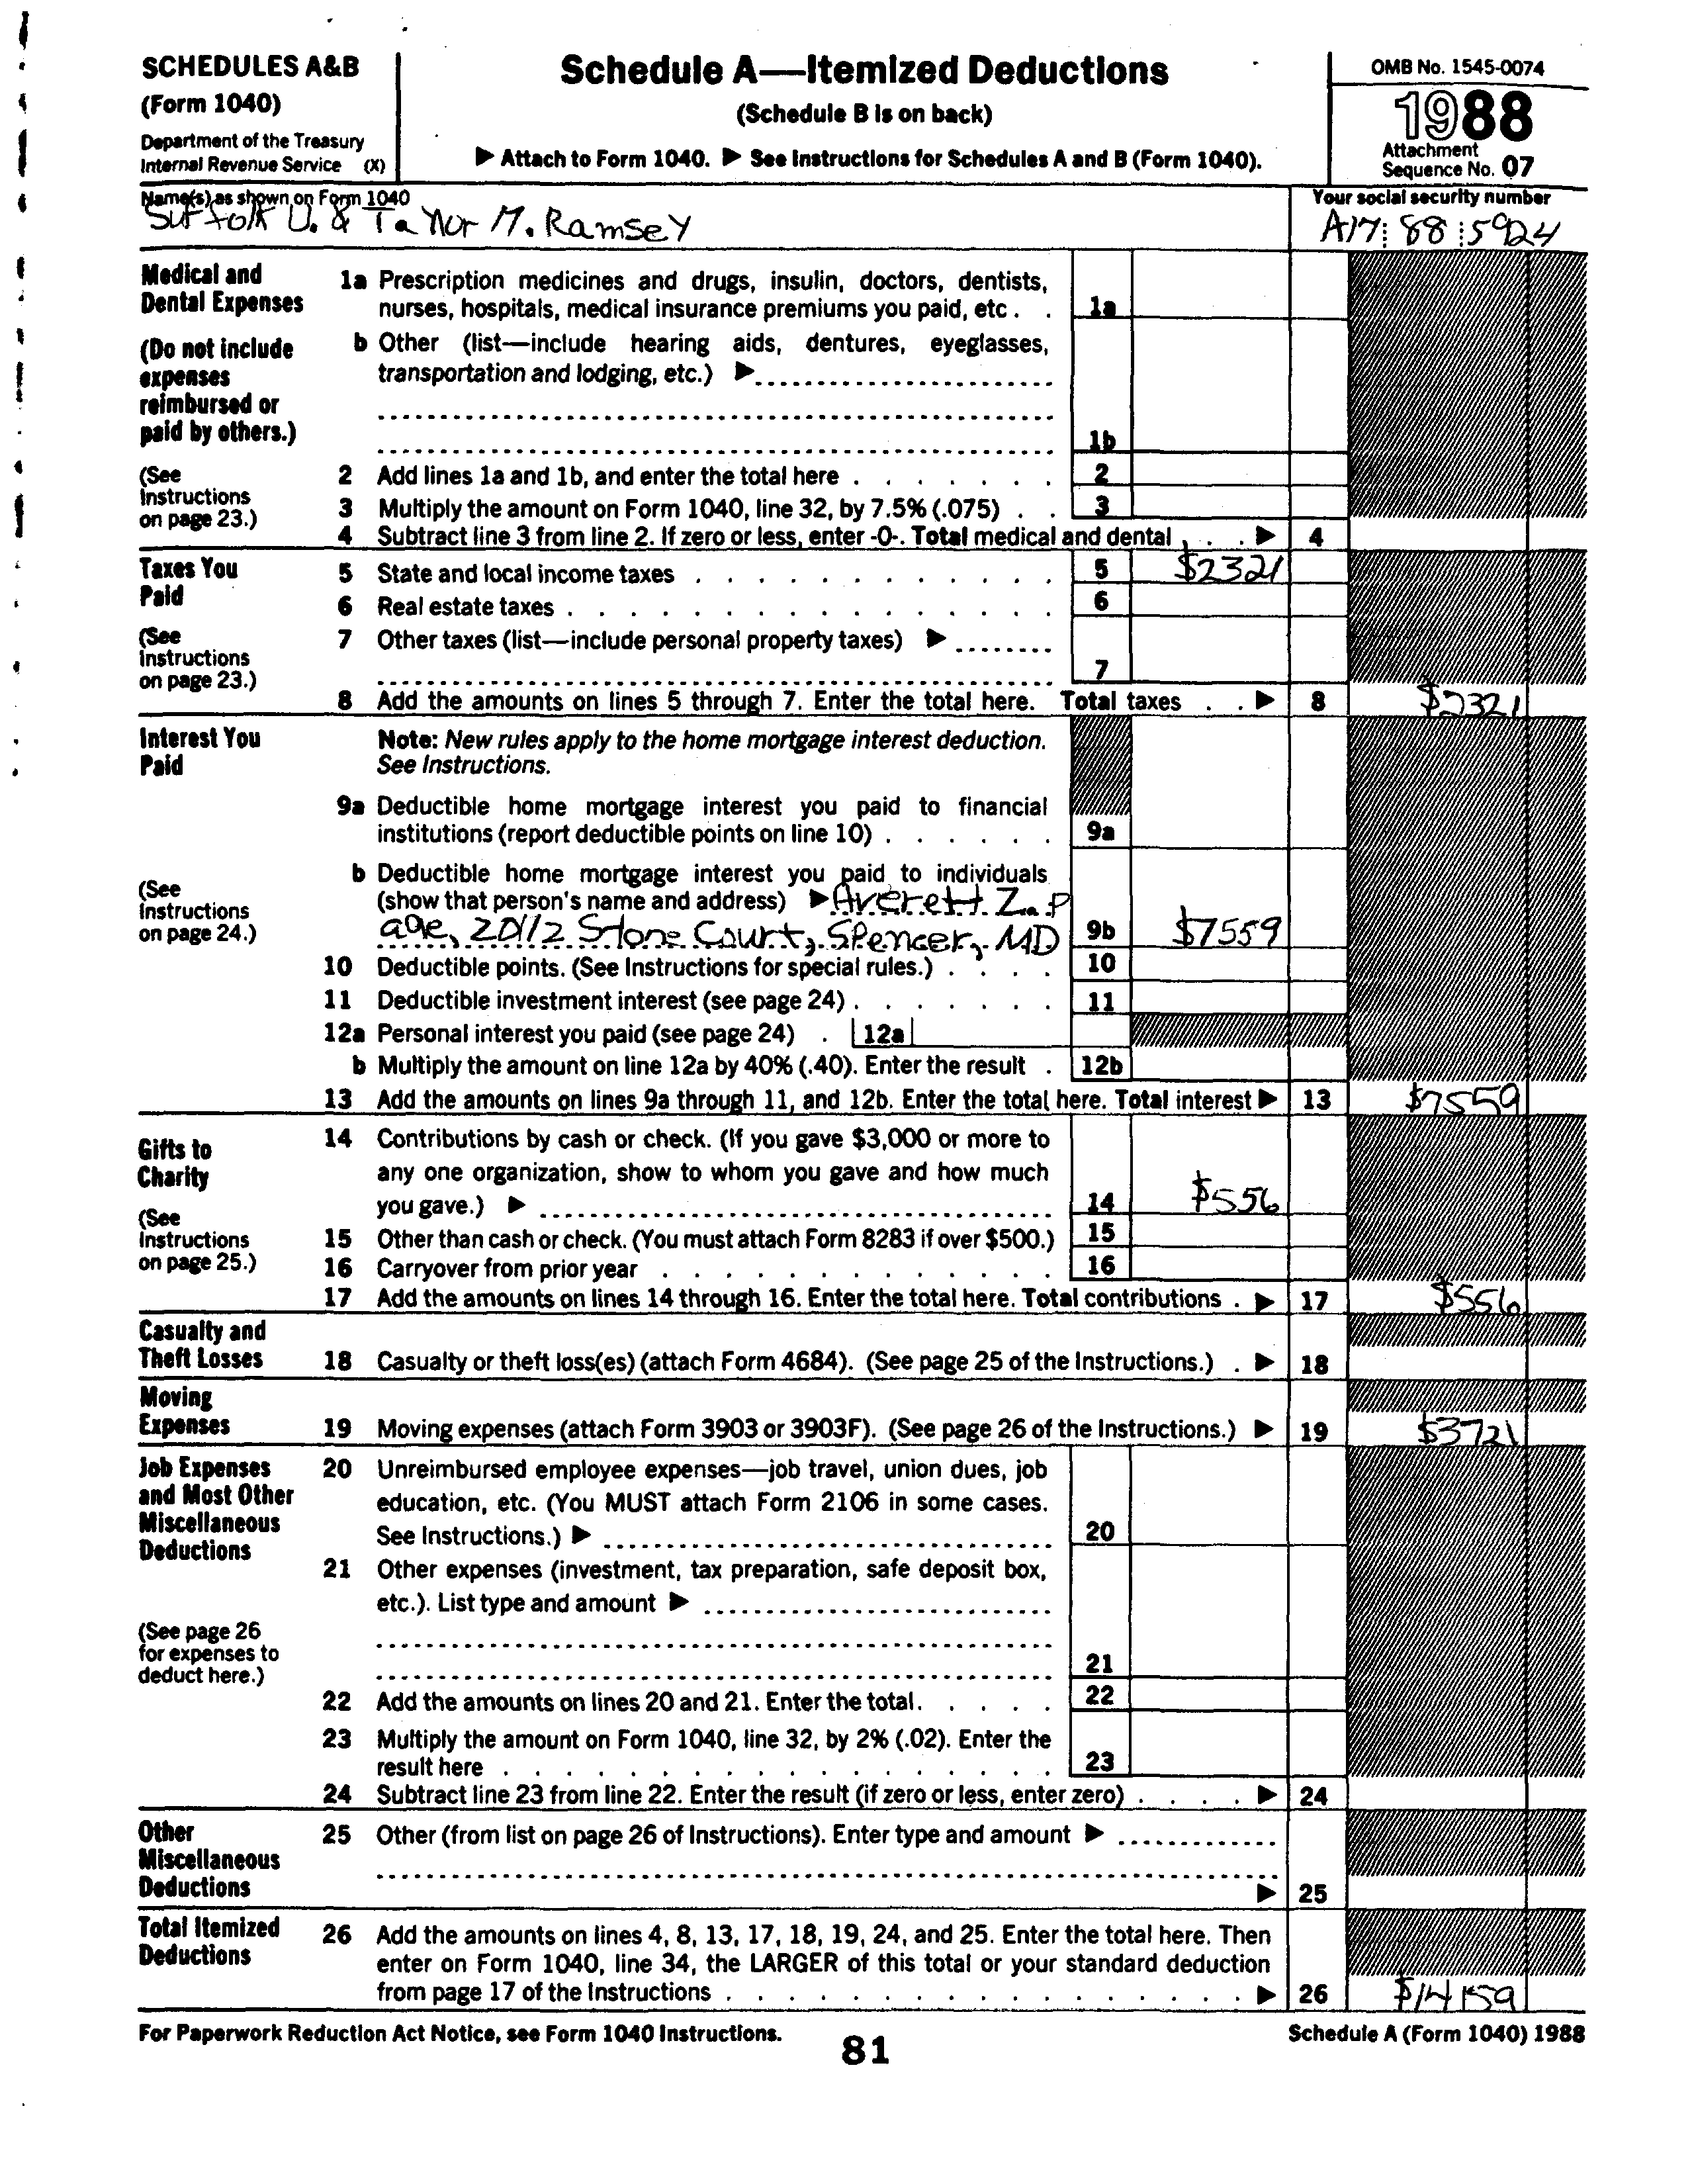 SCHEDULES A&B
(Form 1040)
Department of the Treasury
Internal Revenue Service (X)
Schedule A—Itemized Deductions
(Schedule B is on back)
▶ Attach to Form 1040. ▶ See Instructions for Schedules A and B (Form 1040).
OMB No. 1545-0074
1988
Attachment
Sequence No. 07
Name(s) as shown on Form 1040
Suffolk U. & Taylor M. Ramsey
Your social security number
A17 88 5924
Medical and
Dental Expenses
(Do not include
expenses
reimbursed or
paid by others.)
(See
Instructions
on page 23.)
1a Prescription medicines and drugs, insulin, doctors, dentists,
nurses, hospitals, medical insurance premiums you paid, etc . . 1a
b Other (list—include hearing aids, dentures, eyeglasses,
transportation and lodging, etc.) ▶
1b
2 Add lines 1a and 1b, and enter the total here . . . . . . . 2
3 Multiply the amount on Form 1040, line 32, by 7.5% (.075) . . 3
4 Subtract line 3 from line 2. If zero or less, enter -0-. Total medical and dental . . . ▶ 4
Taxes You
Paid
(See
Instructions
on page 23.)
5 State and local income taxes . . . . . . . . . . . . 5 $2321
6 Real estate taxes . . . . . . . . . . . . . . . 6
7 Other taxes (list—include personal property taxes) ▶
7
8 Add the amounts on lines 5 through 7. Enter the total here. Total taxes . . ▶ 8 $2321
Interest You
Paid
(See
Instructions
on page 24.)
Note: New rules apply to the home mortgage interest deduction.
See Instructions.
9a Deductible home mortgage interest you paid to financial
institutions (report deductible points on line 10) . . . . . . 9a
b Deductible home mortgage interest you paid to individuals
(show that person's name and address) ▶ Averett Z. P
age, 20112 Stone Court, Spencer, MD 9b $7559
10 Deductible points. (See Instructions for special rules.) . . . . 10
11 Deductible investment interest (see page 24) . . . . . . . 11
12a Personal interest you paid (see page 24) . 12a
b Multiply the amount on line 12a by 40% (.40). Enter the result . 12b
13 Add the amounts on lines 9a through 11, and 12b. Enter the total here. Total interest ▶ 13 $7559
Gifts to
Charity
(See
Instructions
on page 25.)
14 Contributions by cash or check. (If you gave $3,000 or more to
any one organization, show to whom you gave and how much
you gave.) ▶ 14 $556
15 Other than cash or check. (You must attach Form 8283 if over $500.) 15
16 Carryover from prior year . . . . . . . . . . . . . 16
17 Add the amounts on lines 14 through 16. Enter the total here. Total contributions . ▶ 17 $556
Casualty and
Theft Losses
18 Casualty or theft loss(es) (attach Form 4684). (See page 25 of the Instructions.) . ▶ 18
Moving
Expenses
19 Moving expenses (attach Form 3903 or 3903F). (See page 26 of the Instructions.) ▶ 19 $3721
Job Expenses
and Most Other
Miscellaneous
Deductions
(See page 26
for expenses to
deduct here.)
20 Unreimbursed employee expenses—job travel, union dues, job
education, etc. (You MUST attach Form 2106 in some cases.
See Instructions.) ▶ 20
21 Other expenses (investment, tax preparation, safe deposit box,
etc.). List type and amount ▶
21
22 Add the amounts on lines 20 and 21. Enter the total. . . . . 22
23 Multiply the amount on Form 1040, line 32, by 2% (.02). Enter the
result here . . . . . . . . . . . . . . . . . 23
24 Subtract line 23 from line 22. Enter the result (if zero or less, enter zero) . . . . ▶ 24
Other
Miscellaneous
Deductions
25 Other (from list on page 26 of Instructions). Enter type and amount ▶
▶ 25
Total Itemized
Deductions
26 Add the amounts on lines 4, 8, 13, 17, 18, 19, 24, and 25. Enter the total here. Then
enter on Form 1040, line 34, the LARGER of this total or your standard deduction
from page 17 of the Instructions . . . . . . . . . . . . . . . . ▶ 26 $14159
For Paperwork Reduction Act Notice, see Form 1040 Instructions.
81
Schedule A (Form 1040) 1988